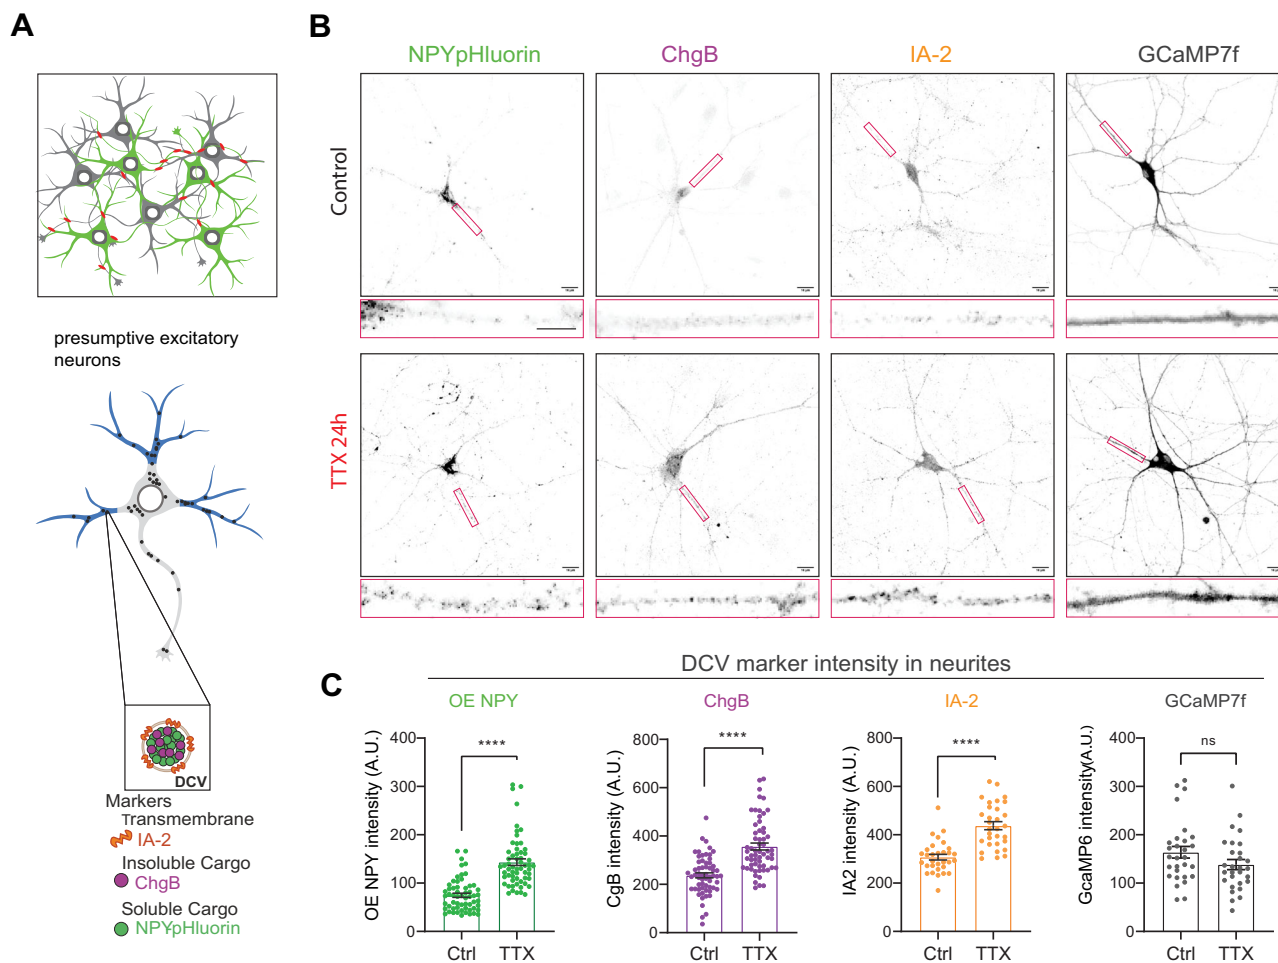 A
presumptive excitatory
neurons
DCV
Markers
Transmembrane
IA-2
Insoluble Cargo
ChgB
Soluble Cargo
NPYpHluorin
B
NPYpHluorin
ChgB
IA-2
GCaMP7f
Control
TTX 24h
C
DCV marker intensity in neurites
OE NPY
OE NPY intensity (A.U.)
400
300
200
100
0
****
Ctrl
TTX
ChgB
CgB intensity (A.U.)
800
600
400
200
0
****
Ctrl
TTX
IA-2
IA2 intensity (A.U.)
800
600
400
200
0
****
Ctrl
TTX
GCaMP7f
GcaMP6 intensity(A.U.)
400
300
200
100
0
ns
Ctrl
TTX